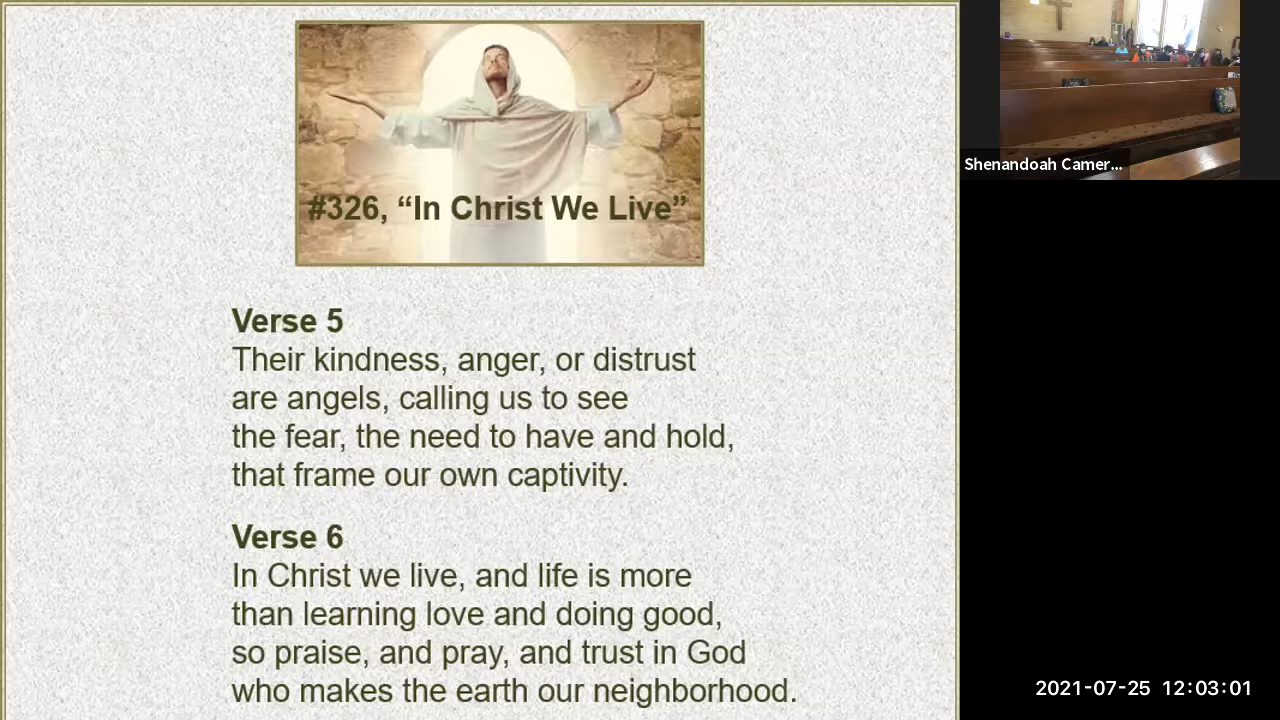 #326, “In Christ We Live”
Verse 5
Their kindness, anger, or distrust
are angels, calling us to see
the fear, the need to have and hold,
that frame our own captivity.
Verse 6
In Christ we live, and life is more
than learning love and doing good,
so praise, and pray, and trust in God
who makes the earth our neighborhood.
Shenandoah Camer...
2021-07-25 12:03:01